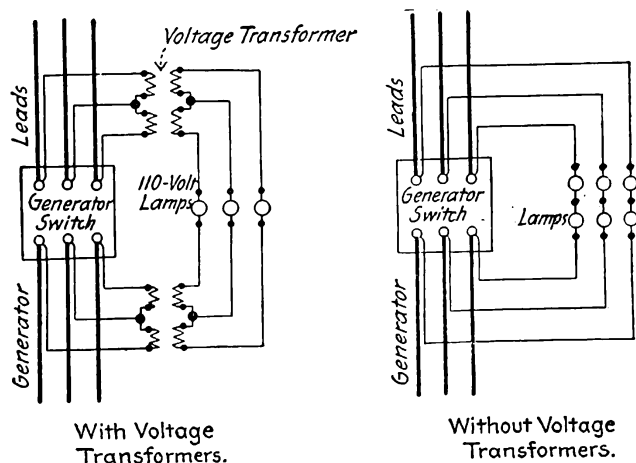 Voltage Transformer
Leads
Generator
Switch
110-Volt
Lamps
Generator
With Voltage
Transformers.
Leads
Generator
Switch
Lamps
Generator
Without Voltage
Transformers.